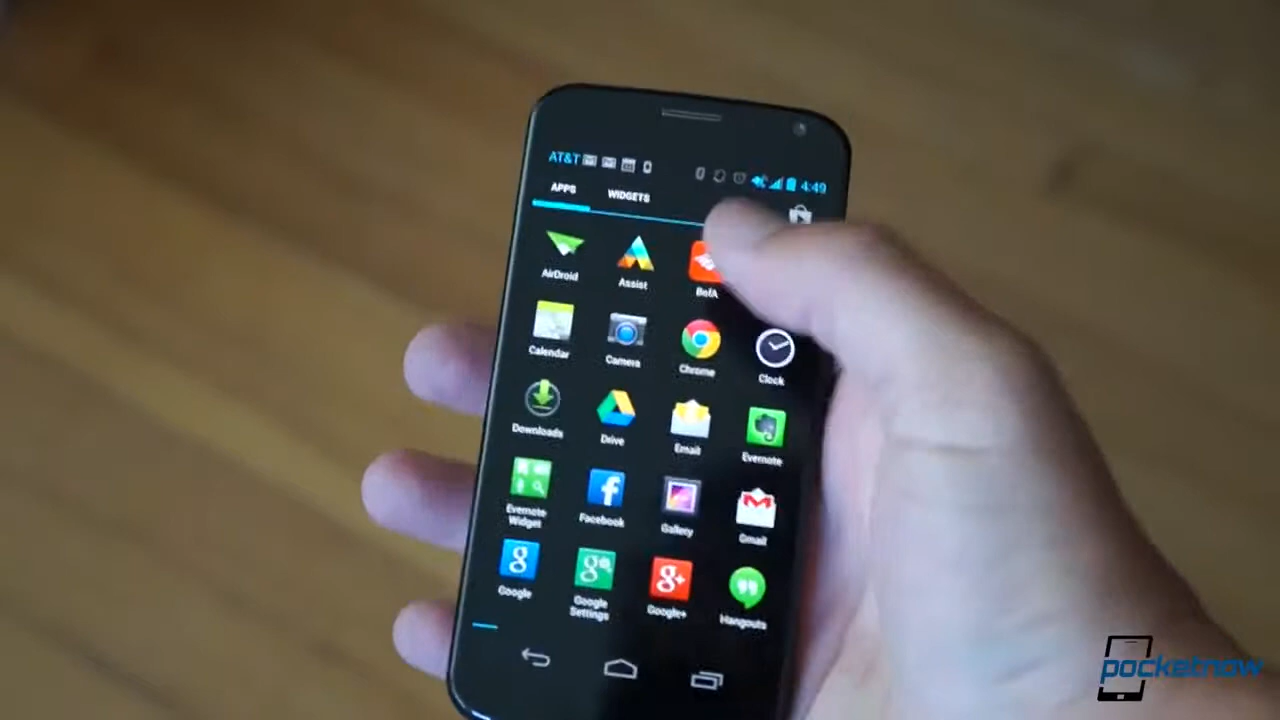 AT&T 4:49
APPS WIDGETS
AirDroid Assist BofA
Calendar Camera Chrome Clock
Downloads Drive Email Evernote
Evernote Widget Facebook Gallery Gmail
Google Google Settings Google+ Hangouts
pocketnow